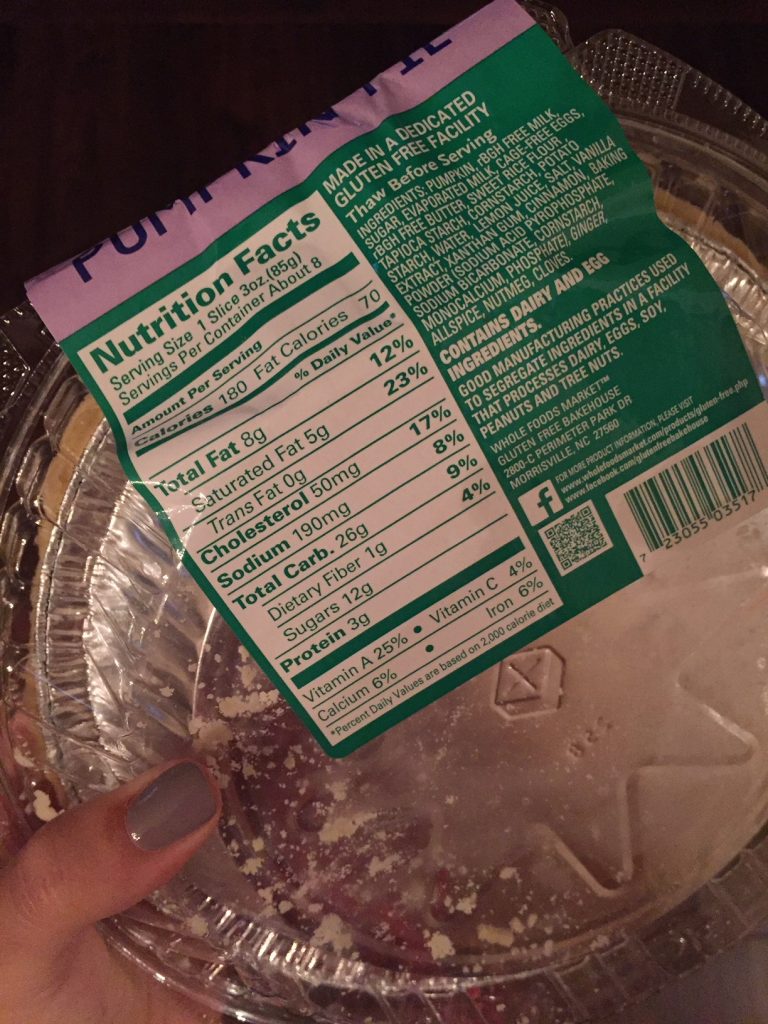 PUMPKIN PIE
Nutrition Facts
Serving Size 1 Slice 3oz.(85g)
Servings Per Container About 8
Amount Per Serving
Calories 180 Fat Calories 70
% Daily Value*
Total Fat 8g 12%
Saturated Fat 5g 23%
Trans Fat 0g
Cholesterol 50mg 17%
Sodium 190mg 8%
Total Carb. 26g 9%
Dietary Fiber 1g 4%
Sugars 12g
Protein 3g
Vitamin A 25% • Vitamin C 4%
Calcium 6% • Iron 6%
*Percent Daily Values are based on 2,000 calorie diet
MADE IN A DEDICATED
GLUTEN FREE FACILITY
Thaw Before Serving
INGREDIENTS: PUMPKIN, rBGH FREE MILK,
SUGAR, EVAPORATED MILK, CAGE-FREE EGGS,
rBGH FREE BUTTER, SWEET RICE FLOUR,
TAPIOCA STARCH, CORNSTARCH, POTATO
STARCH, WATER, LEMON JUICE, SALT, VANILLA
EXTRACT, XANTHAN GUM, CINNAMON, BAKING
POWDER (SODIUM ACID PYROPHOSPHATE,
SODIUM BICARBONATE, CORNSTARCH,
MONOCALCIUM, PHOSPHATE), GINGER,
ALLSPICE, NUTMEG, CLOVES.
CONTAINS DAIRY AND EGG
INGREDIENTS.
GOOD MANUFACTURING PRACTICES USED
TO SEGREGATE INGREDIENTS IN A FACILITY
THAT PROCESSES DAIRY, EGGS, SOY,
PEANUTS AND TREE NUTS.
WHOLE FOODS MARKET™
GLUTEN FREE BAKEHOUSE
2800-C PERIMETER PARK DR
MORRISVILLE, NC 27560
f
FOR MORE PRODUCT INFORMATION, PLEASE VISIT
www.wholefoodsmarket.com/products/gluten-free.php
www.facebook.com/glutenfreebakehouse
7 23055 03517